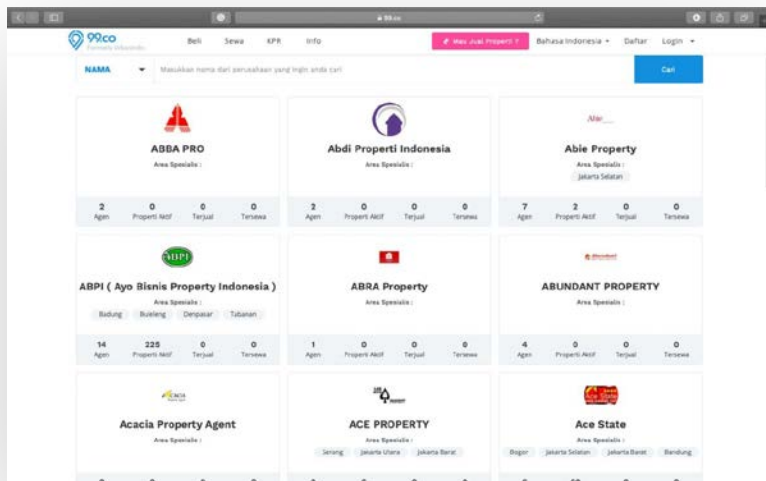 99.co
99.co
Beli Sewa KPR Info
Mau Jual Properti ?
Bahasa Indonesia Daftar Login
NAMA
Masukkan nama dari perusahaan yang ingin anda cari
Cari
ABBA PRO
Area Spesialis :
2 0 0 0
Agen Properti Aktif Terjual Tersewa
Abdi Properti Indonesia
Area Spesialis :
2 0 0 0
Agen Properti Aktif Terjual Tersewa
Abie
Abie Property
Area Spesialis :
Jakarta Selatan
7 2 0 0
Agen Properti Aktif Terjual Tersewa
ABPI
ABPI ( Ayo Bisnis Property Indonesia )
Area Spesialis :
Badung Buleleng Denpasar Tabanan
14 225 0 0
Agen Properti Aktif Terjual Tersewa
ABRA Property
Area Spesialis :
1 0 0 0
Agen Properti Aktif Terjual Tersewa
ABUNDANT PROPERTY
Area Spesialis :
4 0 0 0
Agen Properti Aktif Terjual Tersewa
Acacia Property Agent
Area Spesialis :
ACE PROPERTY
Area Spesialis :
Serang Jakarta Utara Jakarta Barat
Ace State
Ace State
Area Spesialis :
Bogor Jakarta Selatan Jakarta Barat Bandung